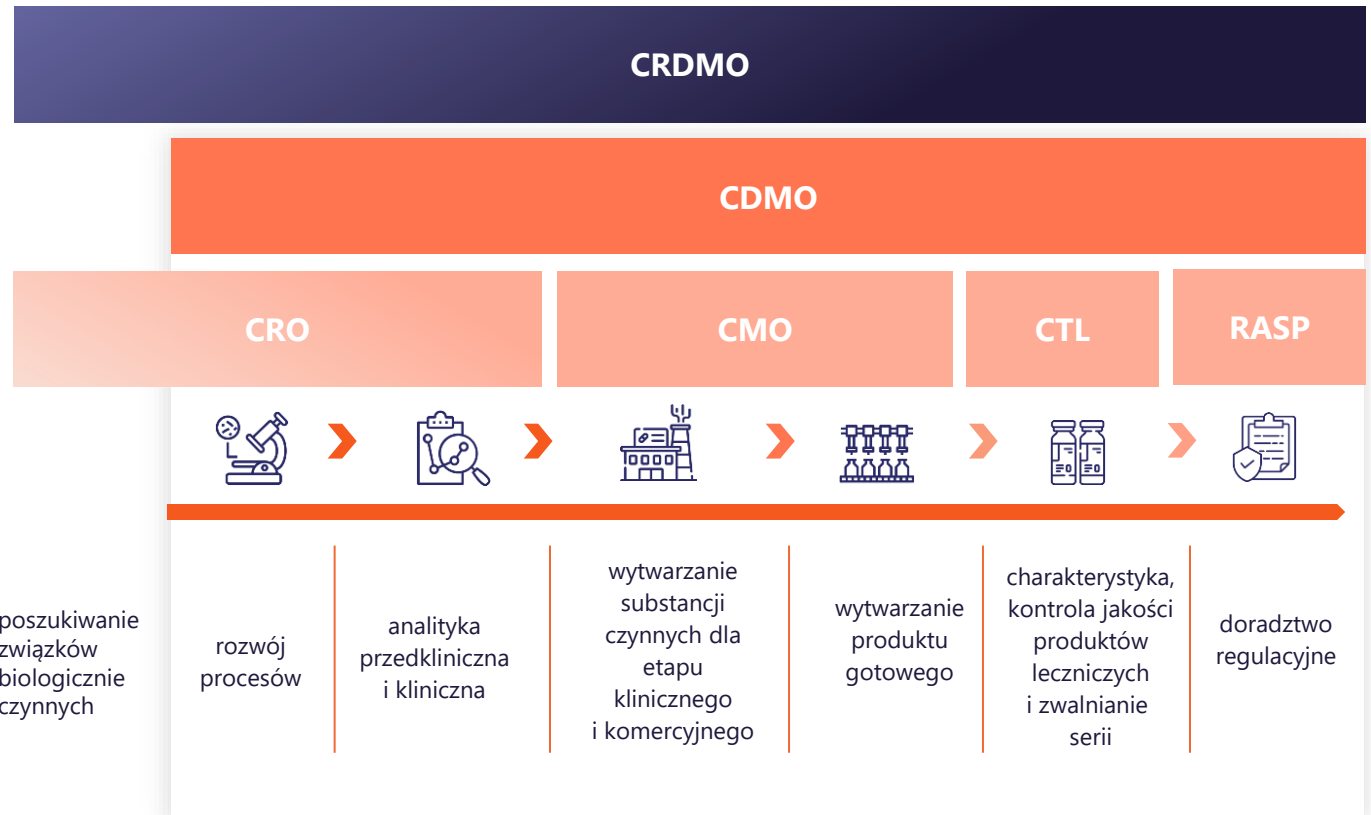 CRDMO
CDMO
CRO
CMO
CTL
RASP
poszukiwanie
związków
biologicznie
czynnych
rozwój
procesów
analityka
przedkliniczna
i kliniczna
wytwarzanie
substancji
czynnych dla
etapu
klinicznego
i komercyjnego
wytwarzanie
produktu
gotowego
charakterystyka,
kontrola jakości
produktów
leczniczych
i zwalnianie
serii
doradztwo
regulacyjne